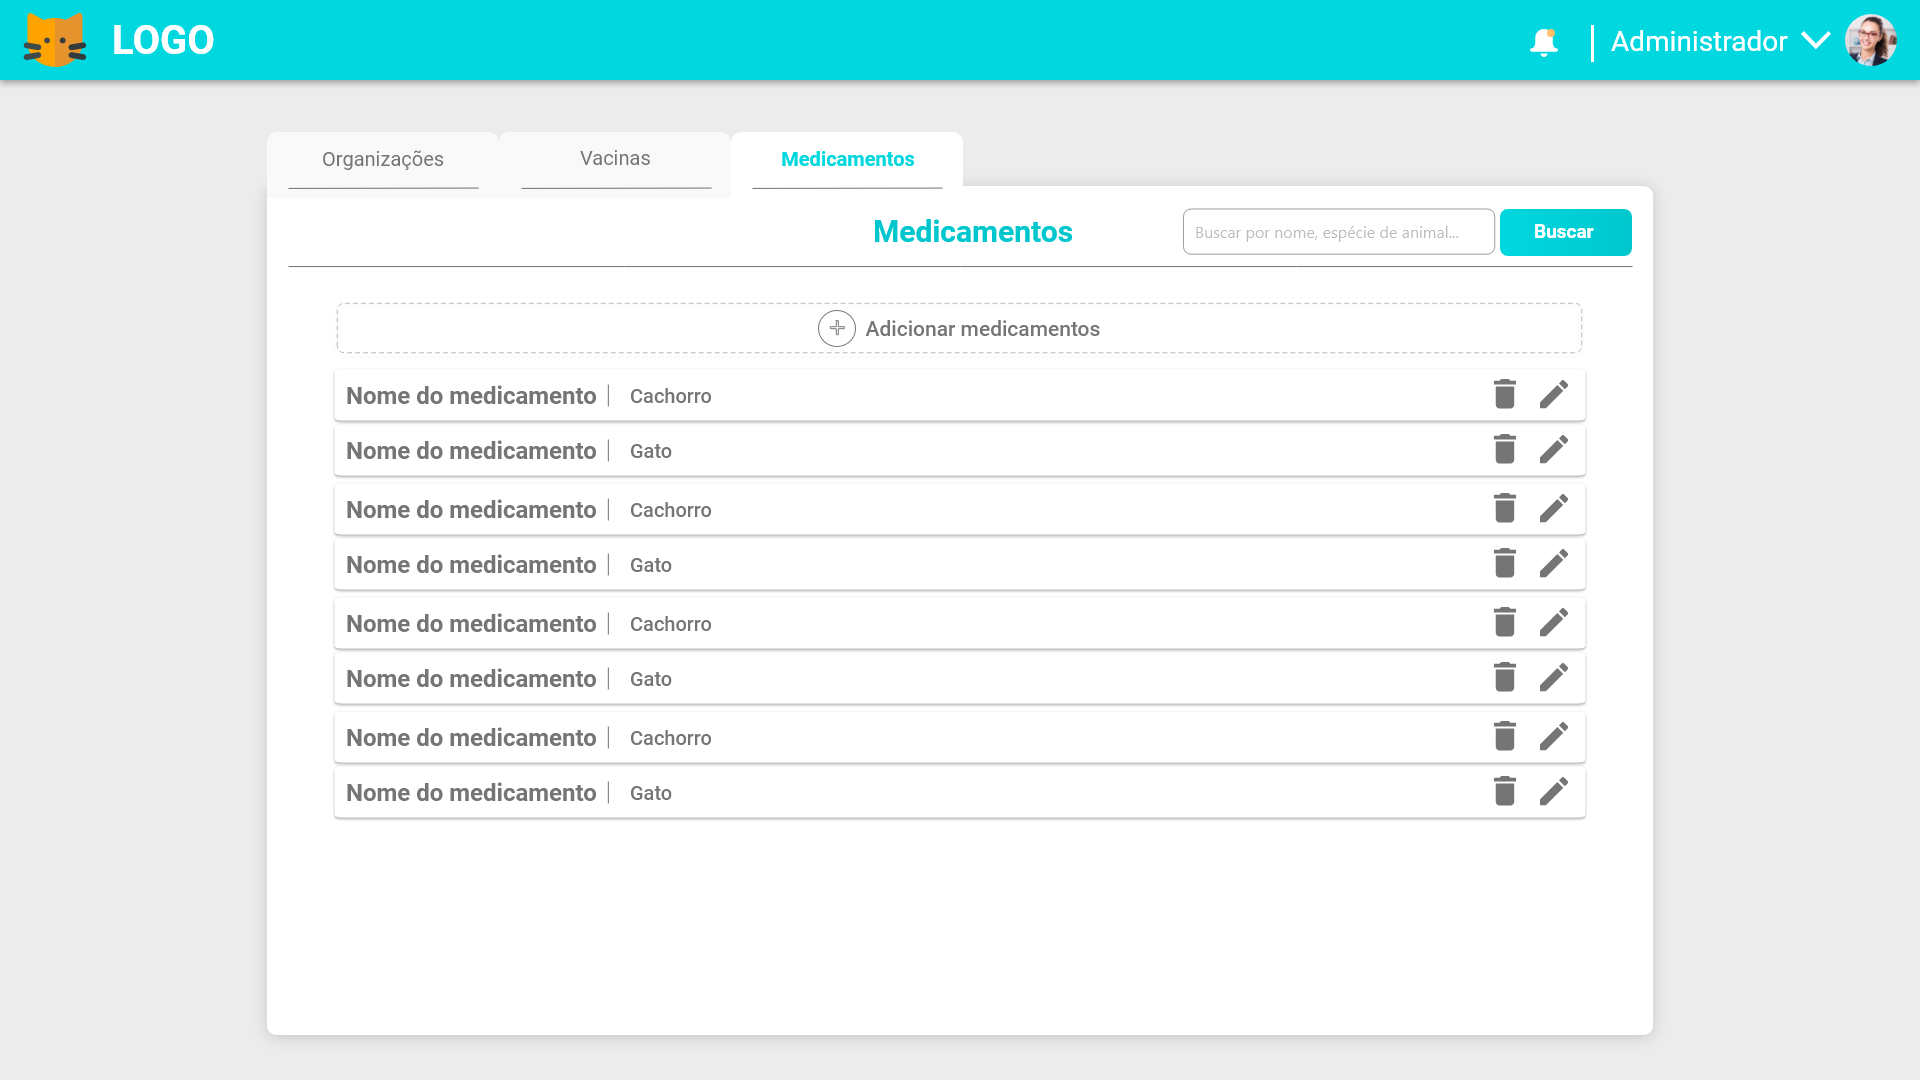 LOGO
Administrador
Organizações
Vacinas
Medicamentos
Medicamentos
Buscar por nome, espécie de animal...
Buscar
Adicionar medicamentos
Nome do medicamento | Cachorro
Nome do medicamento | Gato
Nome do medicamento | Cachorro
Nome do medicamento | Gato
Nome do medicamento | Cachorro
Nome do medicamento | Gato
Nome do medicamento | Cachorro
Nome do medicamento | Gato